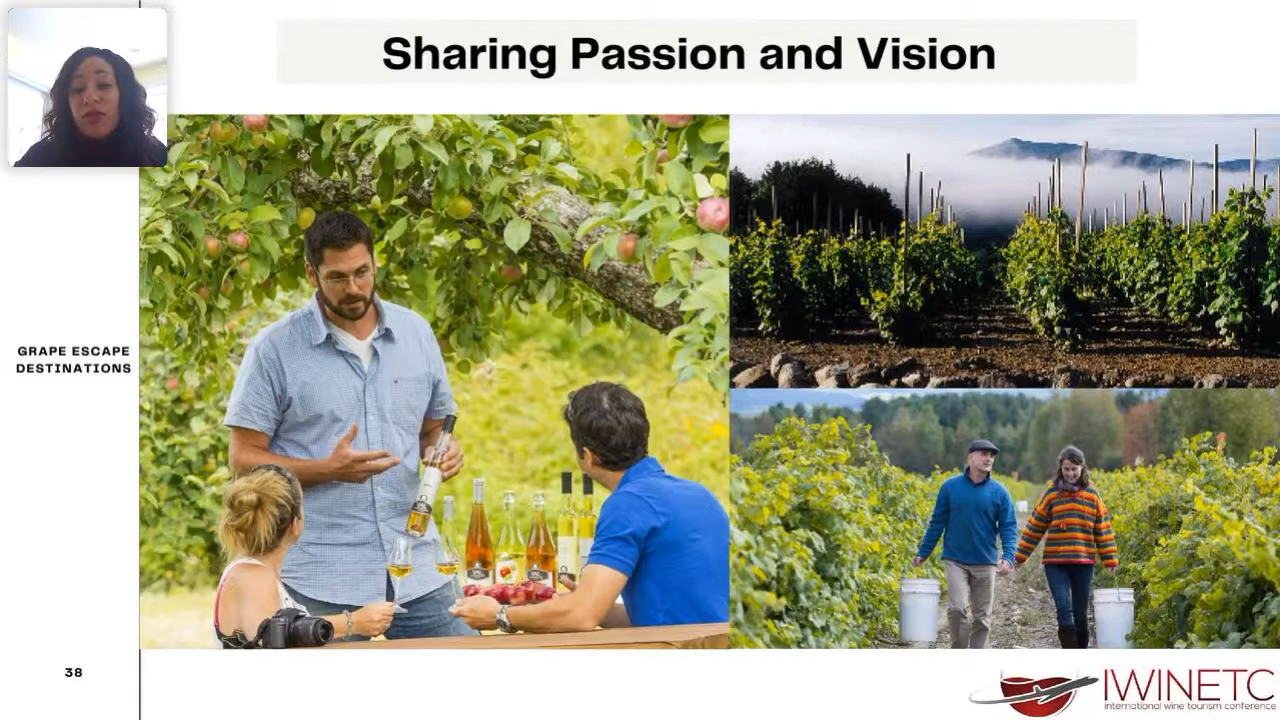 Sharing Passion and Vision
GRAPE ESCAPE
DESTINATIONS
38
IWINETC
international wine tourism conference